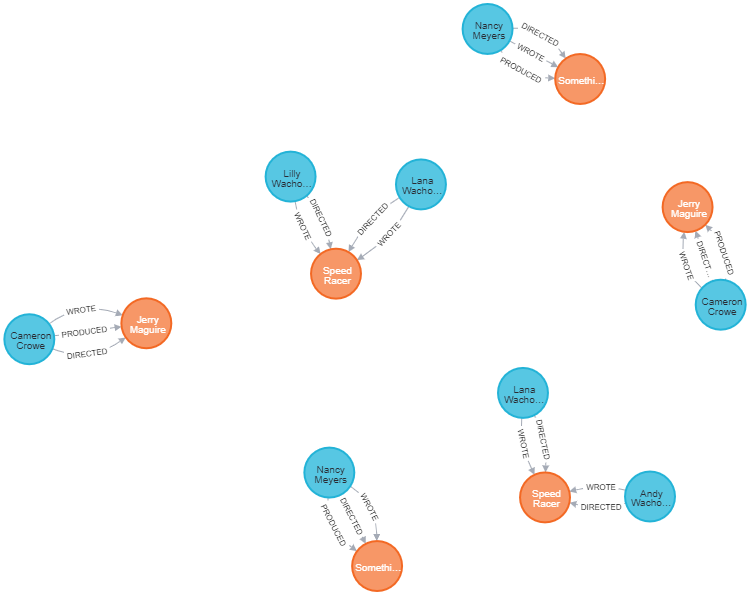 Nancy
Meyers
DIRECTED
WROTE
PRODUCED
Somethi...
Lilly
Wacho...
Lana
Wacho...
DIRECTED
WROTE
DIRECTED
WROTE
Speed
Racer
Jerry
Maguire
PRODUCED
DIRECT...
WROTE
Cameron
Crowe
Cameron
Crowe
WROTE
PRODUCED
DIRECTED
Jerry
Maguire
Lana
Wacho...
DIRECTED
WROTE
Speed
Racer
WROTE
DIRECTED
Andy
Wacho...
Nancy
Meyers
WROTE
DIRECTED
PRODUCED
Somethi...